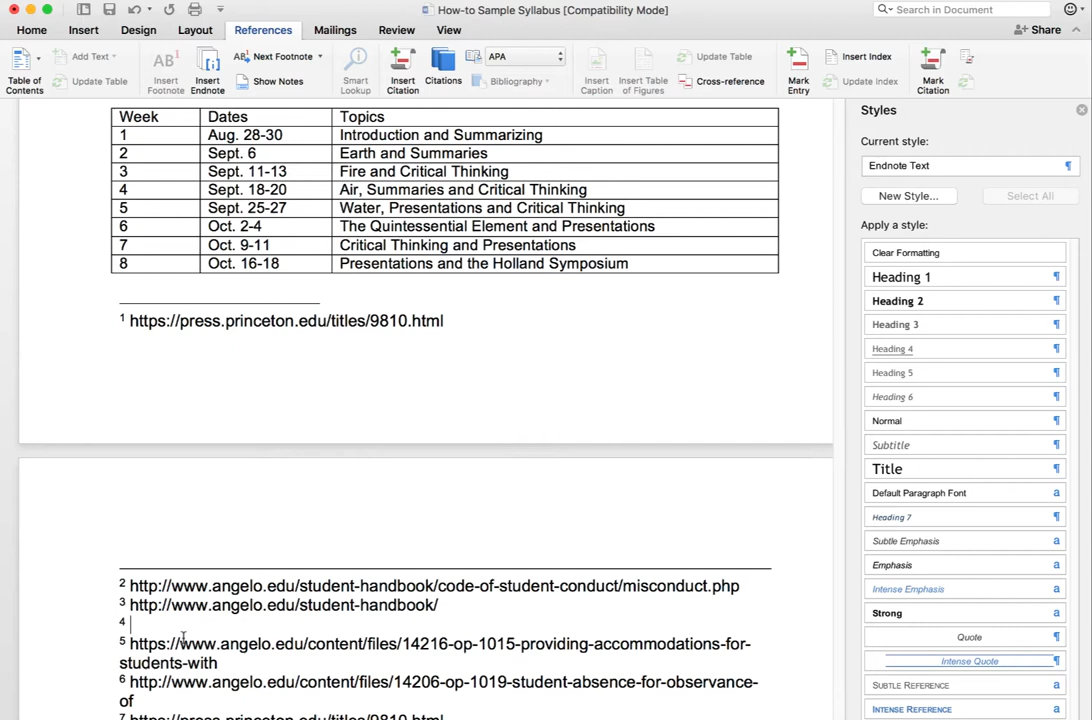 How-to Sample Syllabus [Compatibility Mode]
Search in Document
Home Insert Design Layout References Mailings Review View
Share
Table of Contents
Add Text
Update Table
AB1
Insert Footnote
Insert Endnote
AB1 Next Footnote
Show Notes
Smart Lookup
Insert Citation
Citations
APA
Bibliography
Insert Caption
Insert Table of Figures
Update Table
Cross-reference
Mark Entry
Insert Index
Update Index
Mark Citation
Week Dates Topics
1 Aug. 28-30 Introduction and Summarizing
2 Sept. 6 Earth and Summaries
3 Sept. 11-13 Fire and Critical Thinking
4 Sept. 18-20 Air, Summaries and Critical Thinking
5 Sept. 25-27 Water, Presentations and Critical Thinking
6 Oct. 2-4 The Quintessential Element and Presentations
7 Oct. 9-11 Critical Thinking and Presentations
8 Oct. 16-18 Presentations and the Holland Symposium
1 https://press.princeton.edu/titles/9810.html
2 http://www.angelo.edu/student-handbook/code-of-student-conduct/misconduct.php
3 http://www.angelo.edu/student-handbook/
4
5 https://www.angelo.edu/content/files/14216-op-1015-providing-accommodations-for-
students-with
6 http://www.angelo.edu/content/files/14206-op-1019-student-absence-for-observance-
of
7 https://press.princeton.edu/titles/9810.html
Styles
Current style:
Endnote Text
New Style...
Select All
Apply a style:
Clear Formatting
Heading 1
Heading 2
Heading 3
Heading 4
Heading 5
Heading 6
Normal
Subtitle
Title
Default Paragraph Font a
Heading 7
Subtle Emphasis a
Emphasis a
Intense Emphasis a
Strong a
Quote
Intense Quote
SUBTLE REFERENCE a
INTENSE REFERENCE a